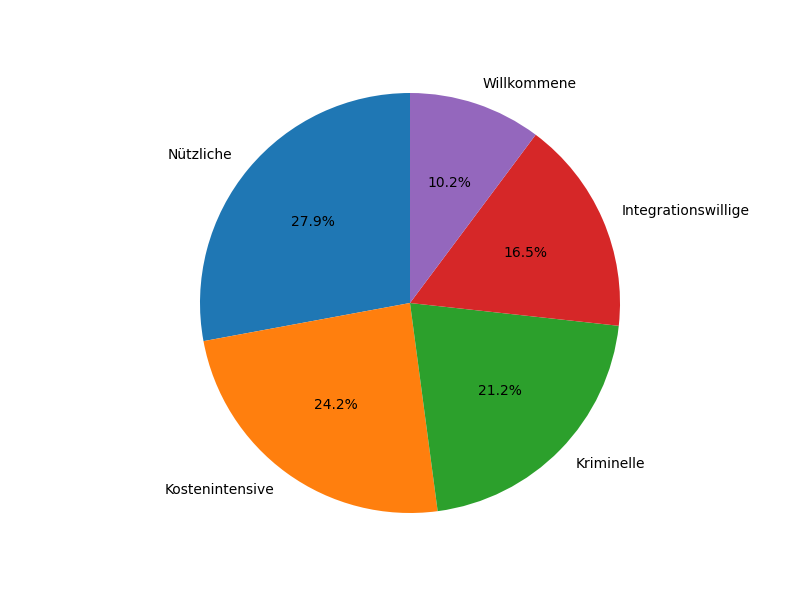 Willkommene
Nützliche
10.2%
Integrationswillige
27.9%
16.5%
21.2%
24.2%
Kriminelle
Kostenintensive